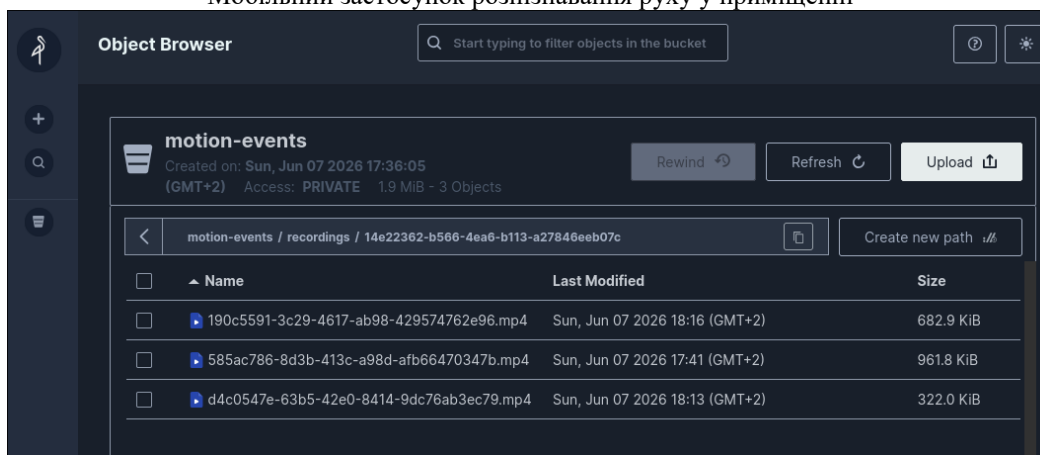 Мобільний застосунок розпізнавання руху у приміщенні
Object Browser
Start typing to filter objects in the bucket
motion-events
Created on: Sun, Jun 07 2026 17:36:05
(GMT+2) Access: PRIVATE 1.9 MiB - 3 Objects
Rewind
Refresh
Upload
motion-events / recordings / 14e22362-b566-4ea6-b113-a27846eeb07c
Create new path
Name Last Modified Size
190c5591-3c29-4617-ab98-429574762e96.mp4 Sun, Jun 07 2026 18:16 (GMT+2) 682.9 KiB
585ac786-8d3b-413c-a98d-afb66470347b.mp4 Sun, Jun 07 2026 17:41 (GMT+2) 961.8 KiB
d4c0547e-63b5-42e0-8414-9dc76ab3ec79.mp4 Sun, Jun 07 2026 18:13 (GMT+2) 322.0 KiB